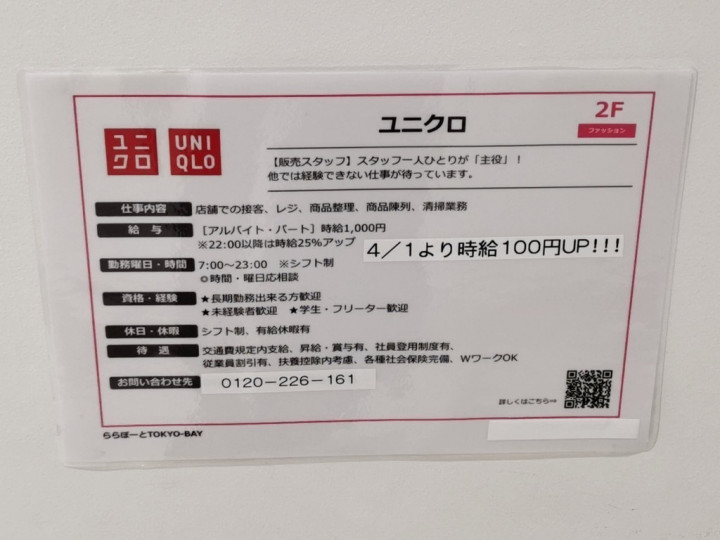 2F
ファッション
ユニクロ
ユニ
クロ
UNI
QLO
【販売スタッフ】スタッフ一人ひとりが「主役」！
他では経験できない仕事が待っています。
仕事内容 店舗での接客、レジ、商品整理、商品陳列、清掃業務
給　与 ［アルバイト・パート］時給1,000円
※22:00以降は時給25%アップ
4／1より時給100円UP!!!
勤務曜日・時間 7:00～23:00　※シフト制
◎時間・曜日応相談
資格・経験 ★長期勤務出来る方歓迎
★未経験者歓迎　★学生・フリーター歓迎
休日・休暇 シフト制、有給休暇有
待　遇 交通費規定内支給、昇給・賞与有、社員登用制度有、
従業員割引有、扶養控除内考慮、各種社会保険完備、WワークOK
お問い合わせ先 0120－226－161
詳しくはこちら⇒
ららぽーとTOKYO-BAY